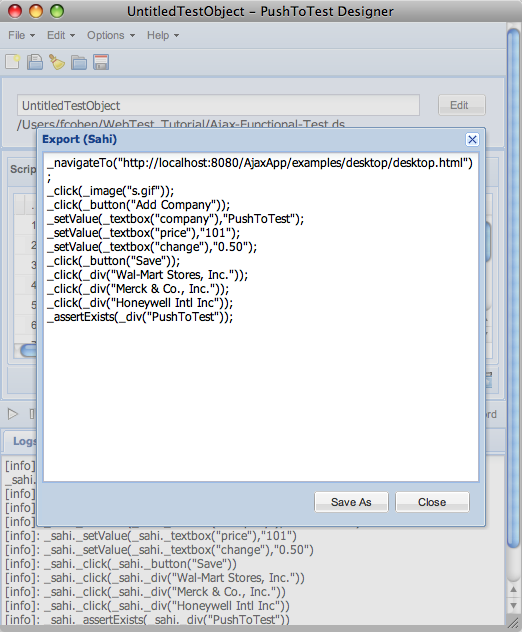 UntitledTestObject – PushToTest Designer
File Edit Options Help
UntitledTestObject Edit
/Users/fcohen/WebTest_Tutorial/Ajax-Functional-Test.ds
Export (Sahi)
Scrip
_navigateTo("http://localhost:8080/AjaxApp/examples/desktop/desktop.html")
;
_click(_image("s.gif"));
_click(_button("Add Company"));
_setValue(_textbox("company"),"PushToTest");
_setValue(_textbox("price"),"101");
_setValue(_textbox("change"),"0.50");
_click(_button("Save"));
_click(_div("Wal-Mart Stores, Inc."));
_click(_div("Merck & Co., Inc."));
_click(_div("Honeywell Intl Inc"));
_assertExists(_div("PushToTest"));
Save As Close
ord
Logs
[info]
_sahi.
[info]
[info]
[info]
[info]: _sahi._setValue(_sahi._textbox("price"),"101")
[info]: _sahi._setValue(_sahi._textbox("change"),"0.50")
[info]: _sahi._click(_sahi._button("Save"))
[info]: _sahi._click(_sahi._div("Wal-Mart Stores, Inc."))
[info]: _sahi._click(_sahi._div("Merck & Co., Inc."))
[info]: _sahi._click(_sahi._div("Honeywell Intl Inc"))
[info]: _sahi._assertExists(_sahi._div("PushToTest"))